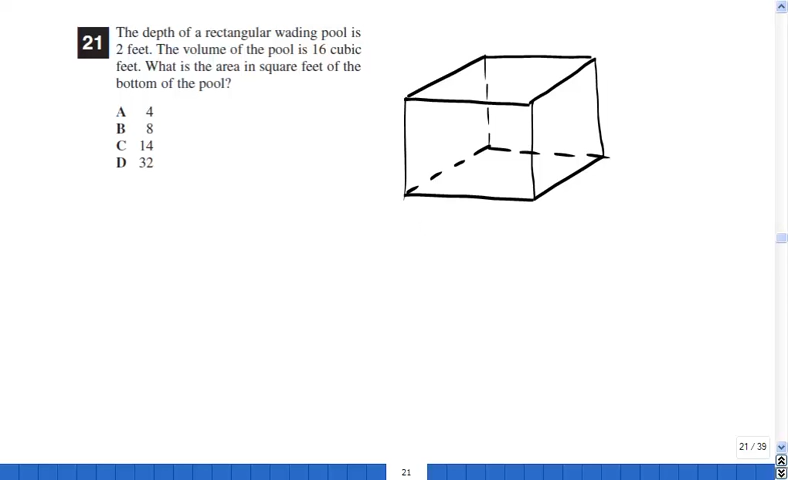 21
The depth of a rectangular wading pool is
2 feet. The volume of the pool is 16 cubic
feet. What is the area in square feet of the
bottom of the pool?
A 4
B 8
C 14
D 32
21 / 39
21